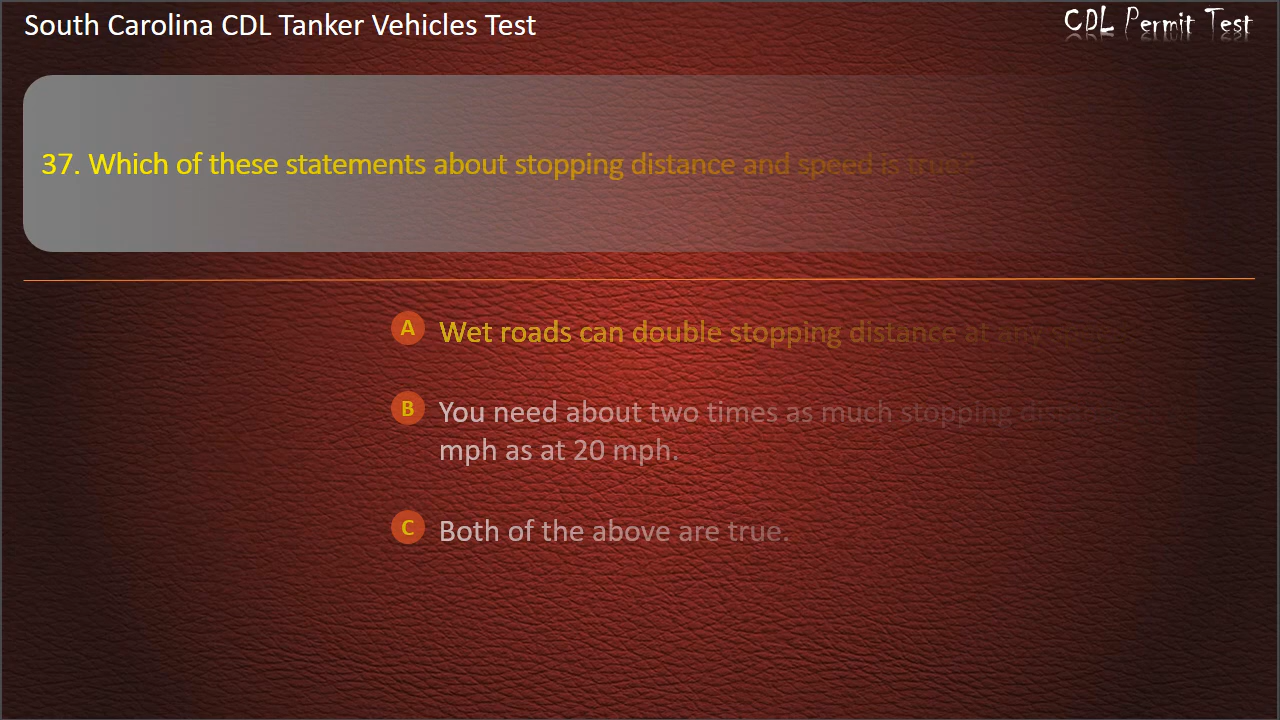 South Carolina CDL Tanker Vehicles Test
CDL Permit Test
37. Which of these statements about stopping distance and speed is true?
A Wet roads can double stopping distance at any
B You need about two times as much stopping
mph as at 20 mph.
C Both of the above are true.